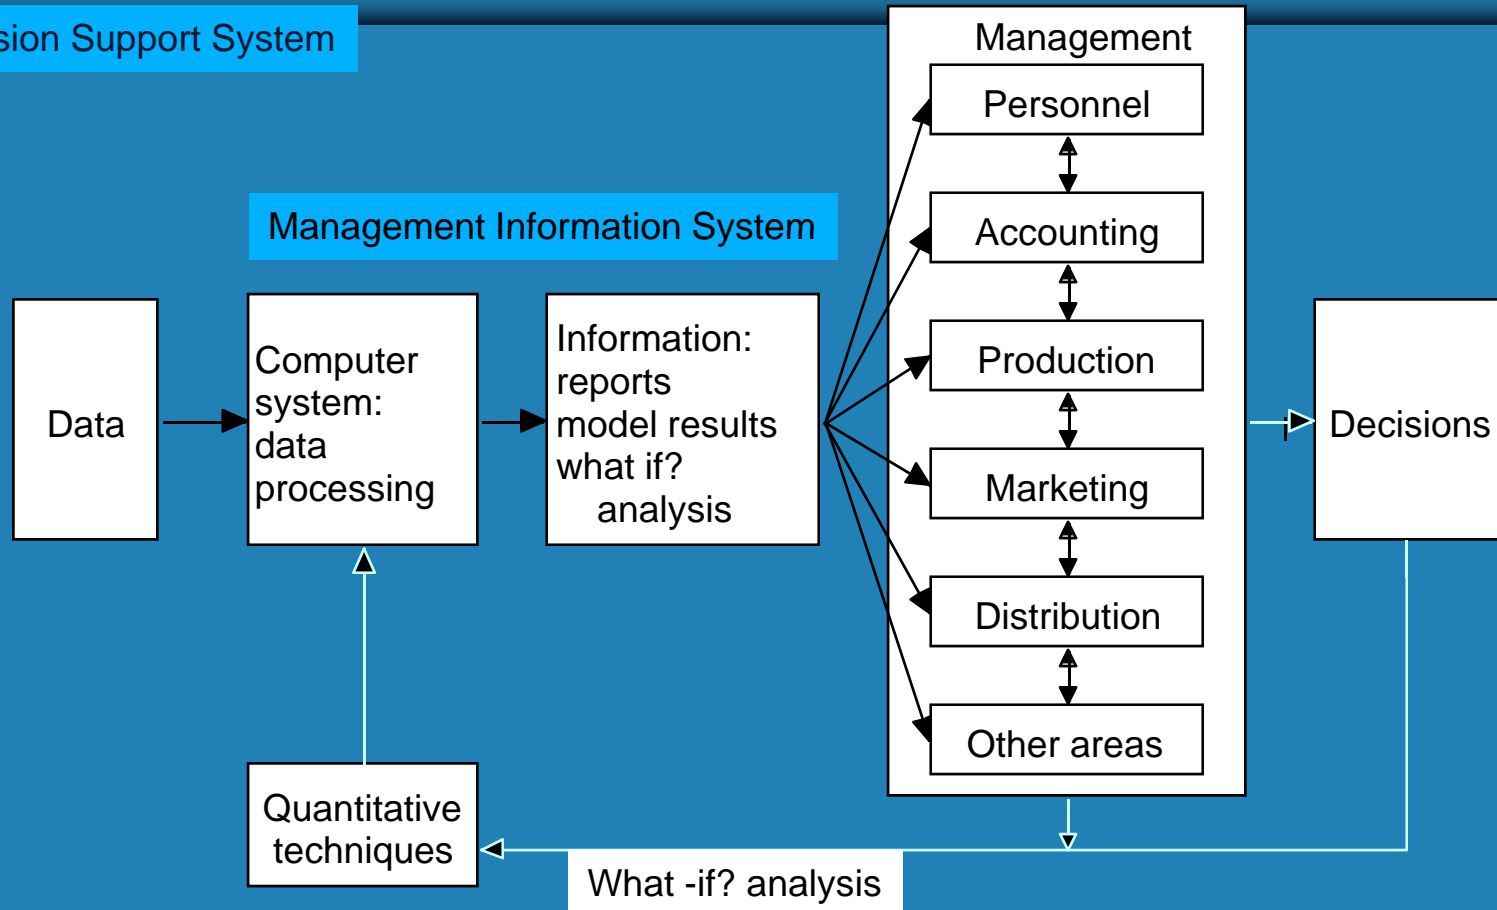 sion Support System
Management
Personnel
Management Information System
Accounting
Data
Computer
system:
data
processing
Information:
reports
model results
what if?
analysis
Production
Marketing
Distribution
Other areas
Decisions
Quantitative
techniques
What -if? analysis